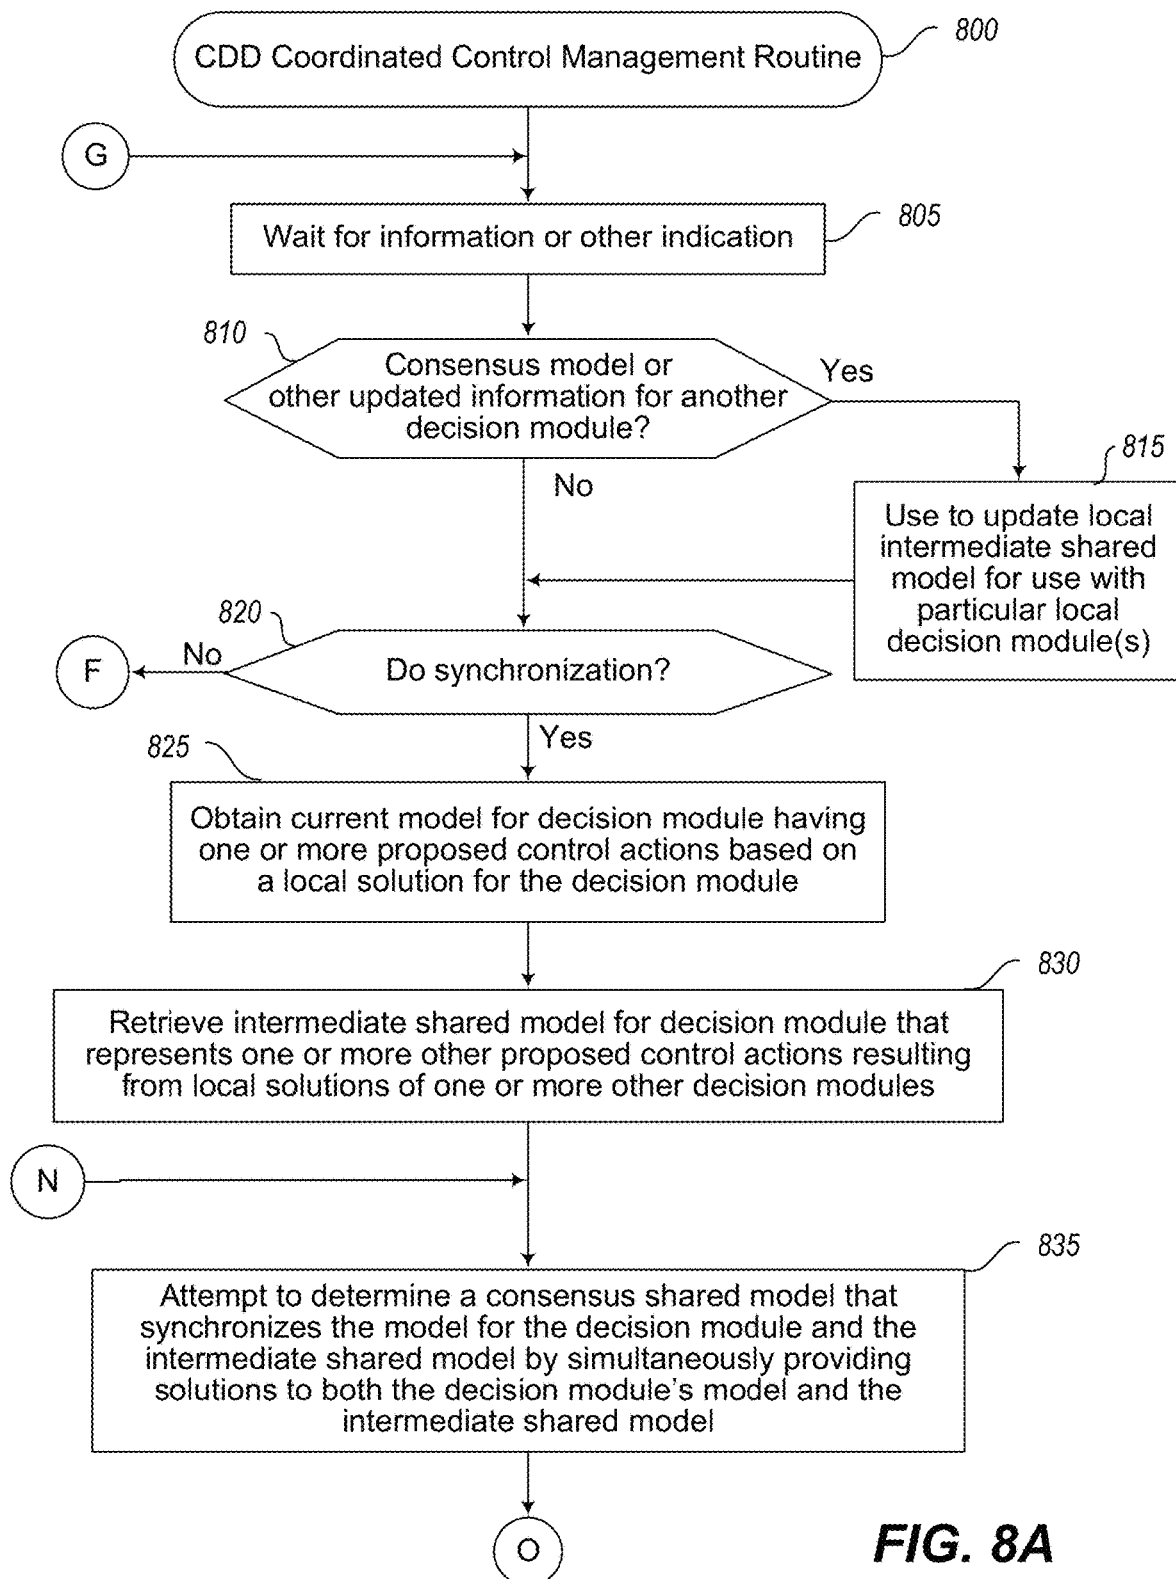 CDD Coordinated Control Management Routine
800
G
Wait for information or other indication
805
810
Consensus model or
other updated information for another
decision module?
Yes
No
815
Use to update local
intermediate shared
model for use with
particular local
decision module(s)
820
Do synchronization?
No
F
Yes
825
Obtain current model for decision module having
one or more proposed control actions based on
a local solution for the decision module
830
Retrieve intermediate shared model for decision module that
represents one or more other proposed control actions resulting
from local solutions of one or more other decision modules
N
835
Attempt to determine a consensus shared model that
synchronizes the model for the decision module and the
intermediate shared model by simultaneously providing
solutions to both the decision module's model and the
intermediate shared model
O
FIG. 8A